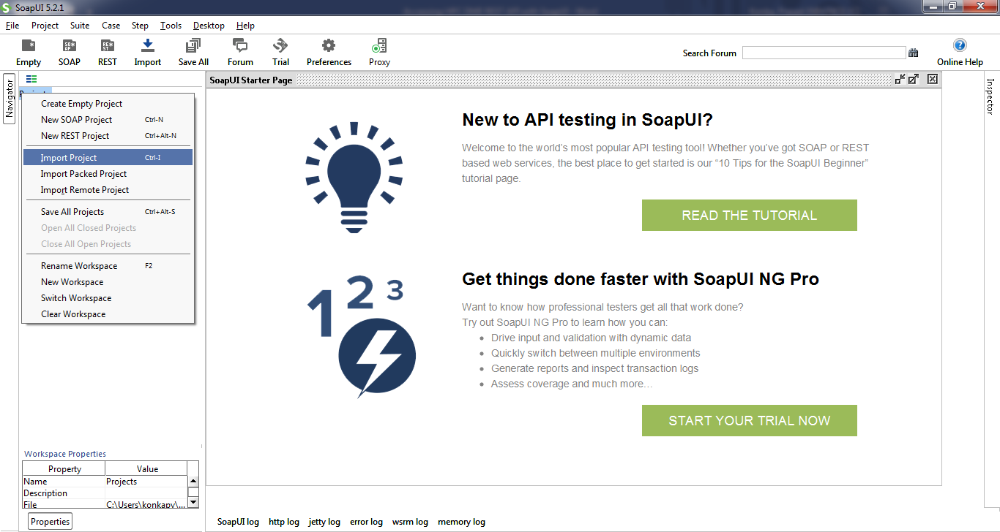 SoapUI 5.2.1
File Project Suite Case Step Tools Desktop Help
Empty SOAP REST Import Save All Forum Trial Preferences Proxy Search Forum Online Help
Navigator
SoapUI Starter Page
Inspector
Create Empty Project
New SOAP Project Ctrl-N
New REST Project Ctrl+Alt-N
Import Project Ctrl-I
Import Packed Project
Import Remote Project
Save All Projects Ctrl+Alt-S
Open All Closed Projects
Close All Open Projects
Rename Workspace F2
New Workspace
Switch Workspace
Clear Workspace
New to API testing in SoapUI?
Welcome to the world's most popular API testing tool! Whether you've got SOAP or REST
based web services, the best place to get started is our “10 Tips for the SoapUI Beginner”
tutorial page.
READ THE TUTORIAL
1 2 3
Get things done faster with SoapUI NG Pro
Want to know how professional testers get all that work done?
Try out SoapUI NG Pro to learn how you can:
• Drive input and validation with dynamic data
• Quickly switch between multiple environments
• Generate reports and inspect transaction logs
• Assess coverage and much more…
START YOUR TRIAL NOW
Workspace Properties
Property Value
Name Projects
Description
File C:\Users\konkapv\...
Properties
SoapUI log http log jetty log error log wsrm log memory log